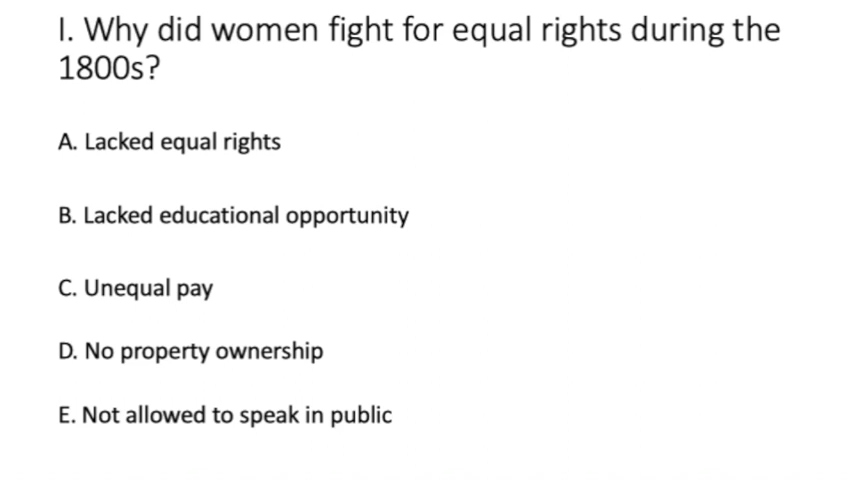 I. Why did women fight for equal rights during the
1800s?
A. Lacked equal rights
B. Lacked educational opportunity
C. Unequal pay
D. No property ownership
E. Not allowed to speak in public